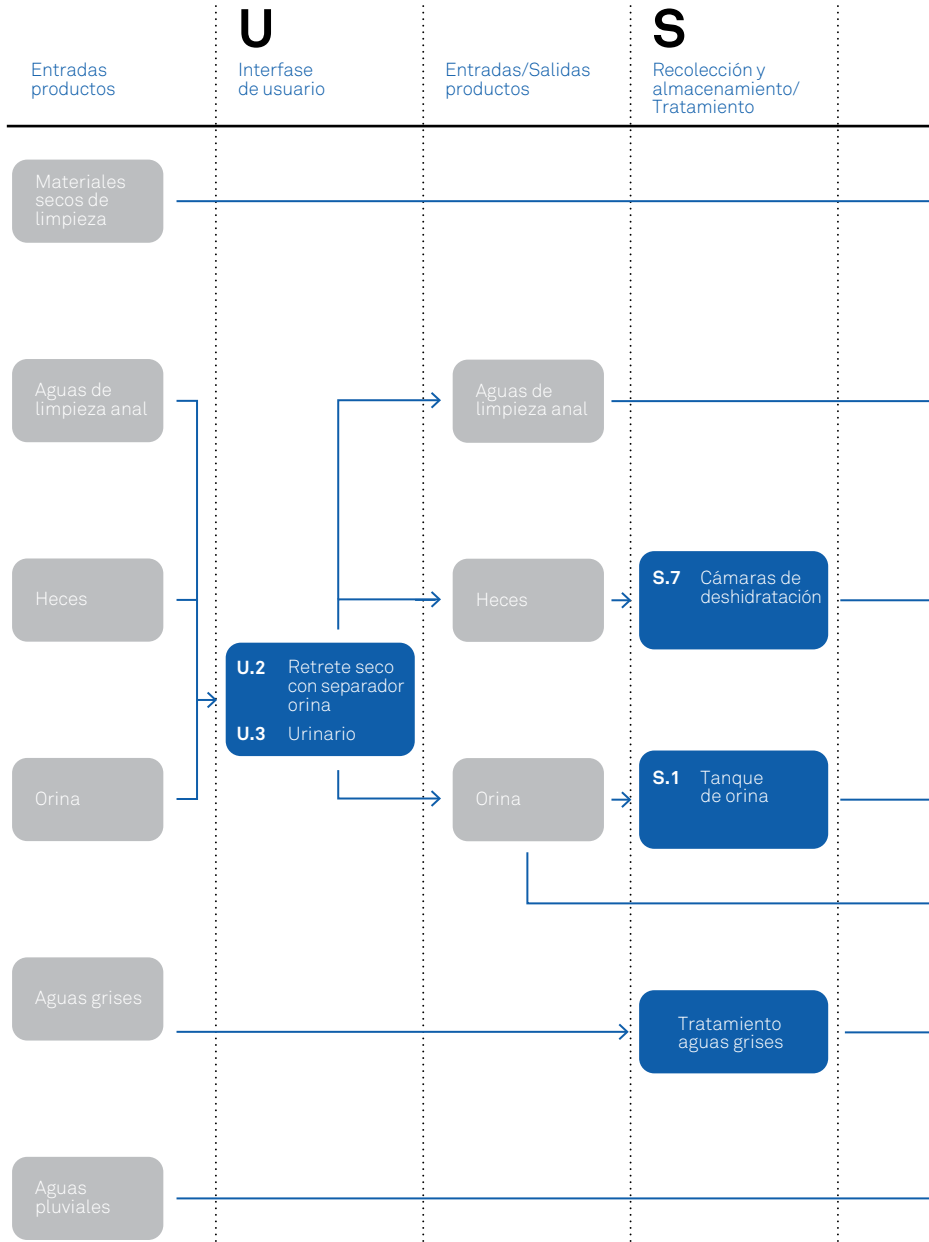 U
S
Entradas
productos
Interfase
de usuario
Entradas/Salidas
productos
Recolección y
almacenamiento/
Tratamiento
Materiales
secos de
limpieza
Aguas de
limpieza anal
Aguas de
limpieza anal
Heces
Heces
S.7 Cámaras de
deshidratación
U.2 Retrete seco
con separador
orina
U.3 Urinario
Orina
Orina
S.1 Tanque
de orina
Aguas grises
Tratamiento
aguas grises
Aguas
pluviales